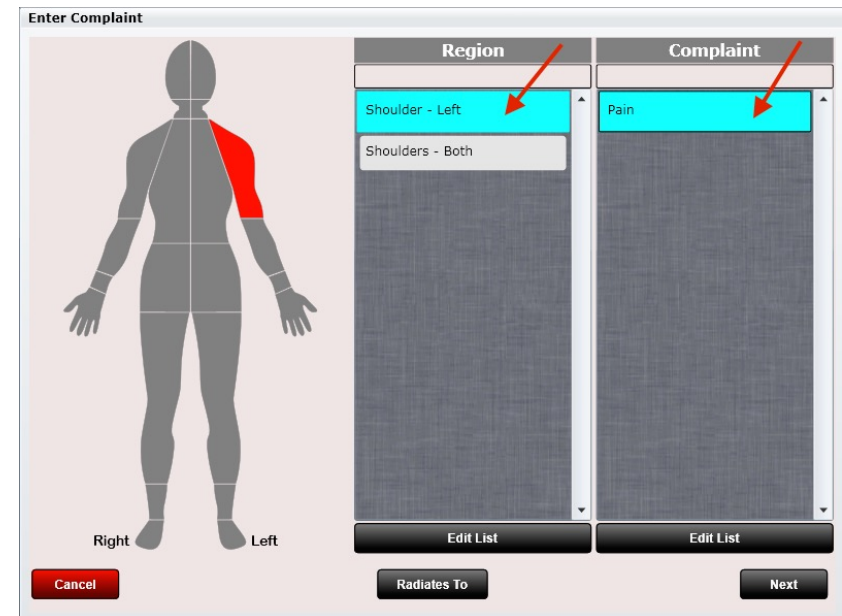 Enter Complaint
Region
Complaint
Shoulder - Left
Pain
Shoulders - Both
Right
Left
Edit List
Edit List
Cancel
Radiates To
Next